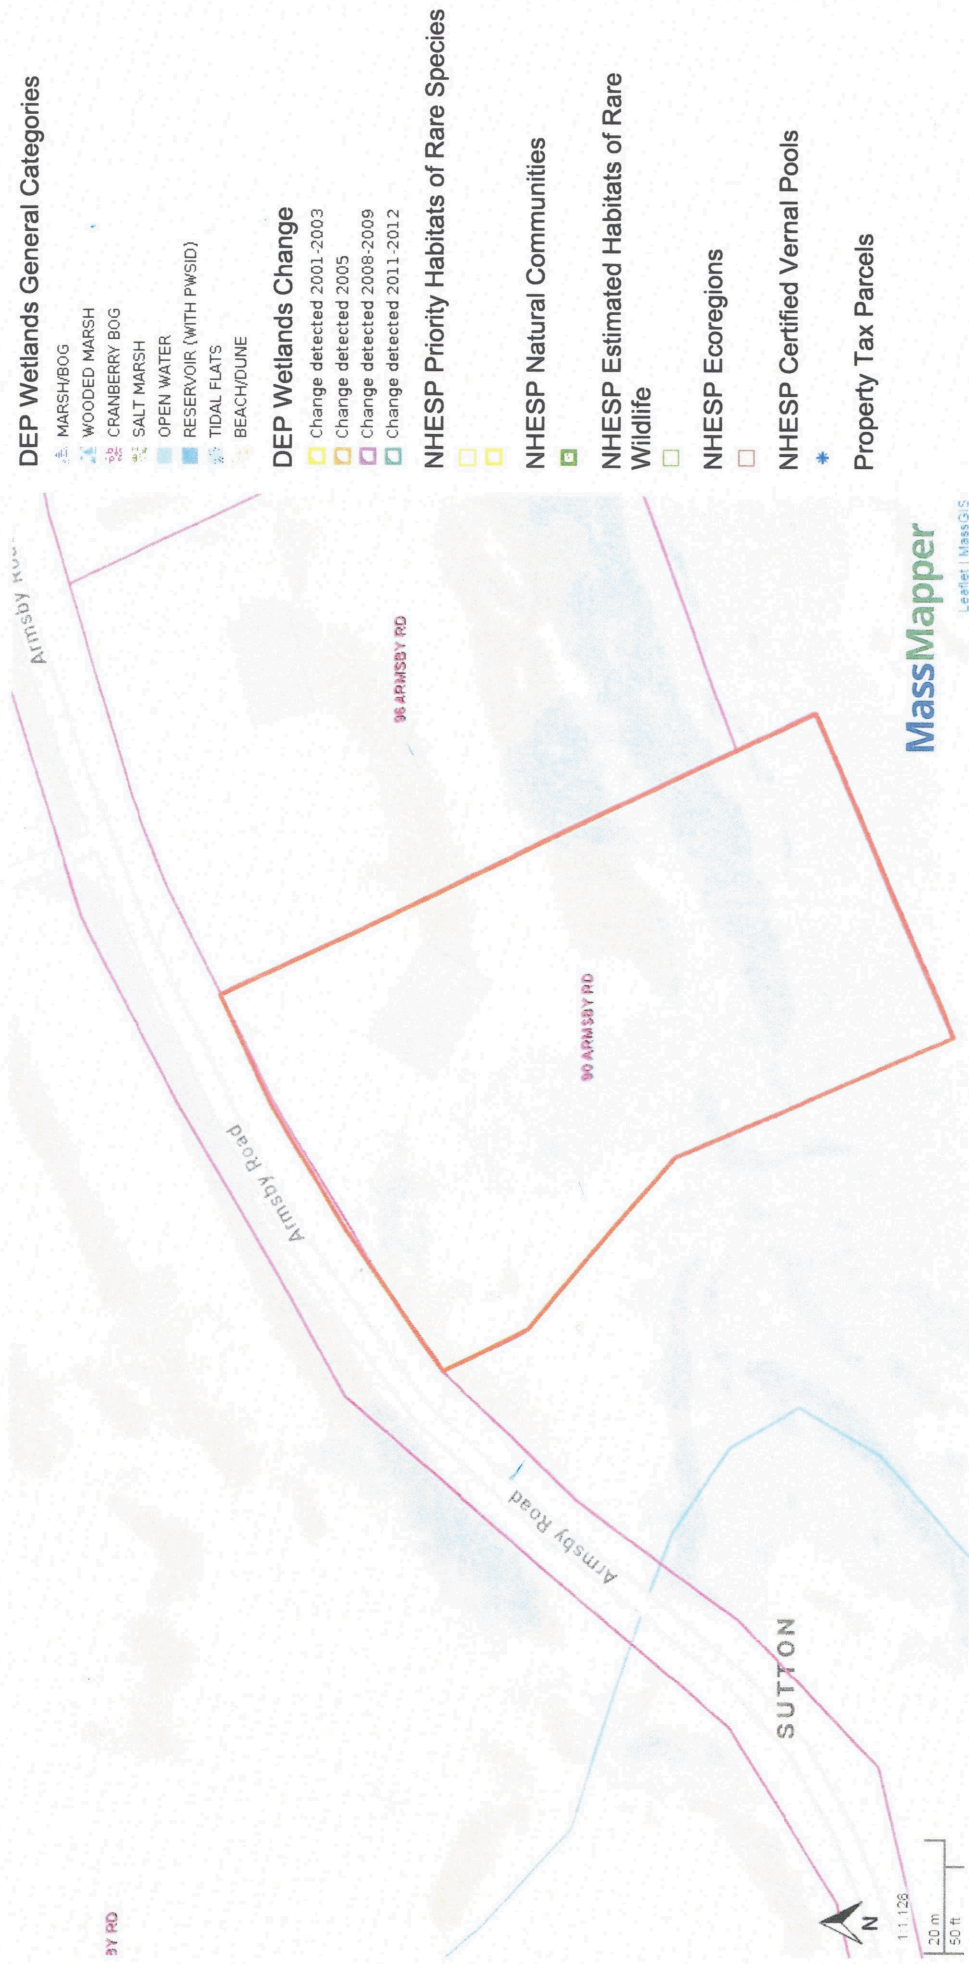 DEP Wetlands General Categories
MARSH/BOG
WOODED MARSH
CRANBERRY BOG
SALT MARSH
OPEN WATER
RESERVOIR (WITH PWSID)
TIDAL FLATS
BEACH/DUNE
DEP Wetlands Change
Change detected 2001-2003
Change detected 2005
Change detected 2008-2009
Change detected 2011-2012
NHESP Priority Habitats of Rare Species
NHESP Natural Communities
NHESP Estimated Habitats of Rare
Wildlife
NHESP Ecoregions
NHESP Certified Vernal Pools
Property Tax Parcels
Armsby
96 ARMSBY RD
Armsby Road
90 ARMSBY RD
Armsby Road
SUTTON
BY RD
N
1:1,128
20 m
50 ft
MassMapper
Leaflet | MassGIS